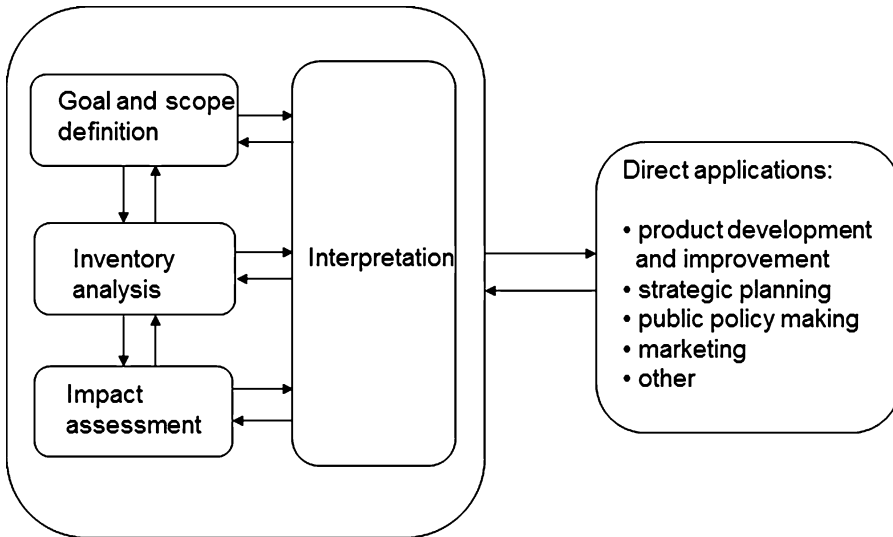 Goal and scope
definition
Inventory
analysis
Impact
assessment
Interpretation
Direct applications:
• product development
and improvement
• strategic planning
• public policy making
• marketing
• other